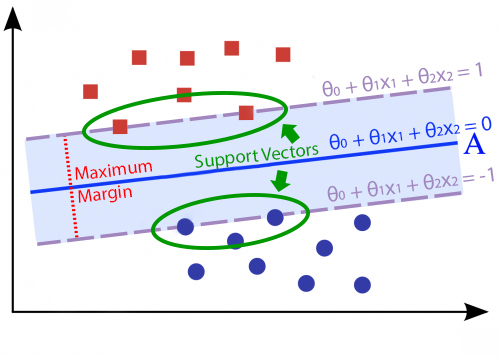 θ₀ + θ₁x₁ + θ₂x₂ = 1
θ₀ + θ₁x₁ + θ₂x₂ = 0
A
Support Vectors
Maximum
Margin
θ₀ + θ₁x₁ + θ₂x₂ = -1